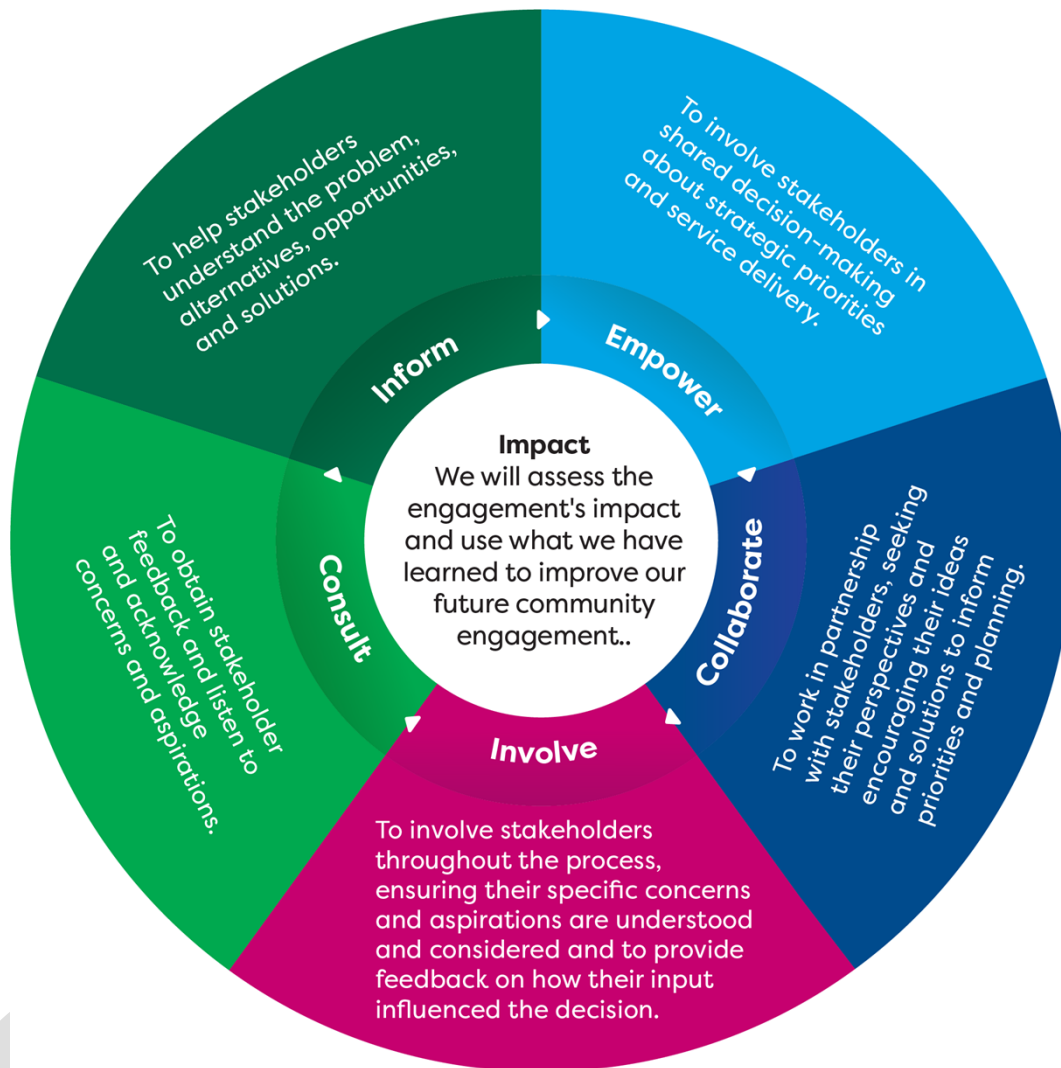 To help stakeholders
understand the problem,
alternatives, opportunities,
and solutions.
Inform
To involve stakeholders in
shared decision-making
about strategic priorities
and service delivery.
Empower
To work in partnership
with stakeholders, seeking
their perspectives and
encouraging their ideas
and solutions to inform
priorities and planning.
Collaborate
To involve stakeholders
throughout the process,
ensuring their specific concerns
and aspirations are understood
and considered and to provide
feedback on how their input
influenced the decision.
Involve
To obtain stakeholder
feedback and listen to
and acknowledge
concerns and aspirations.
Consult
Impact
We will assess the
engagement's impact
and use what we have
learned to improve our
future community
engagement..